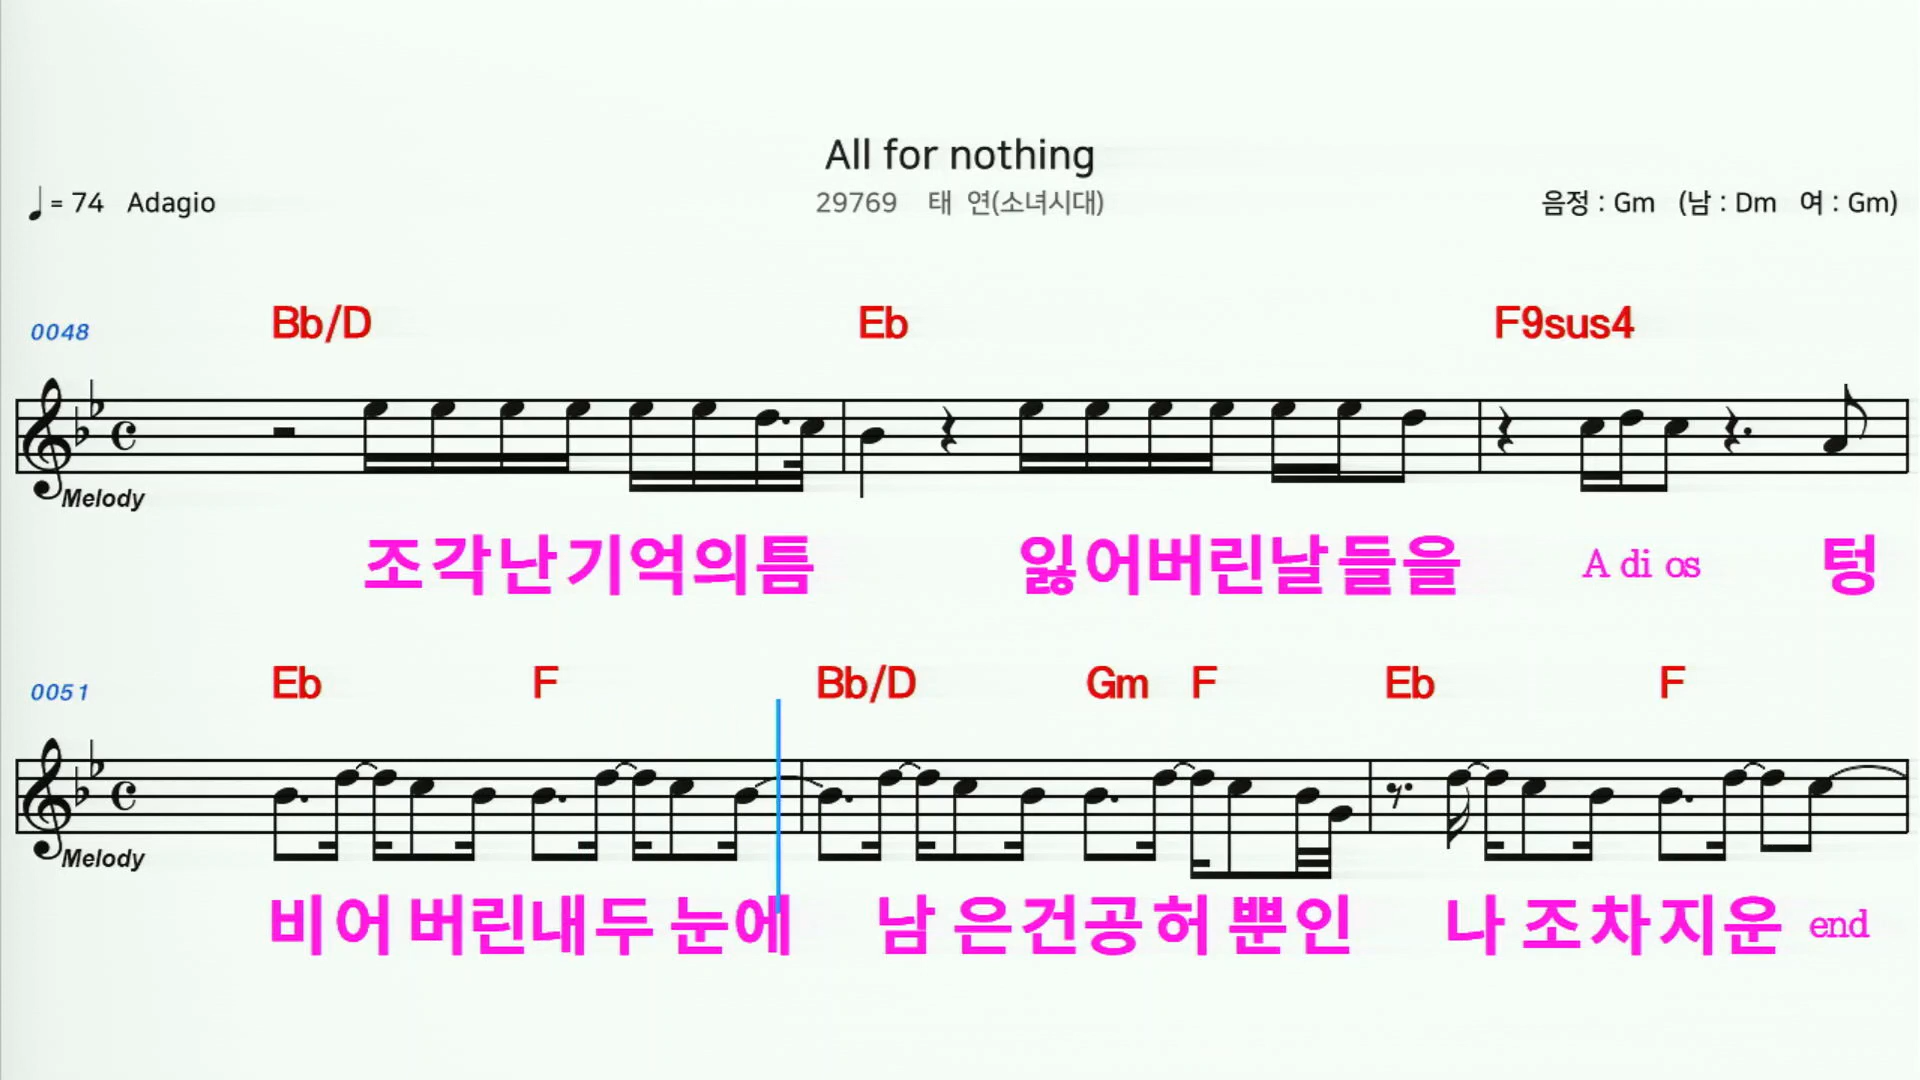 All for nothing
♩ = 74 Adagio 29769 태 연(소녀시대) 음정 : Gm (남 : Dm 여 : Gm)
0048 Bb/D Eb F9sus4
Melody
조각난기억의틈 잃어버린날들을 A di os 텅
0051 Eb F Bb/D Gm F Eb F
Melody
비어버린내두눈에 남은건공허뿐인 나조차지운 end